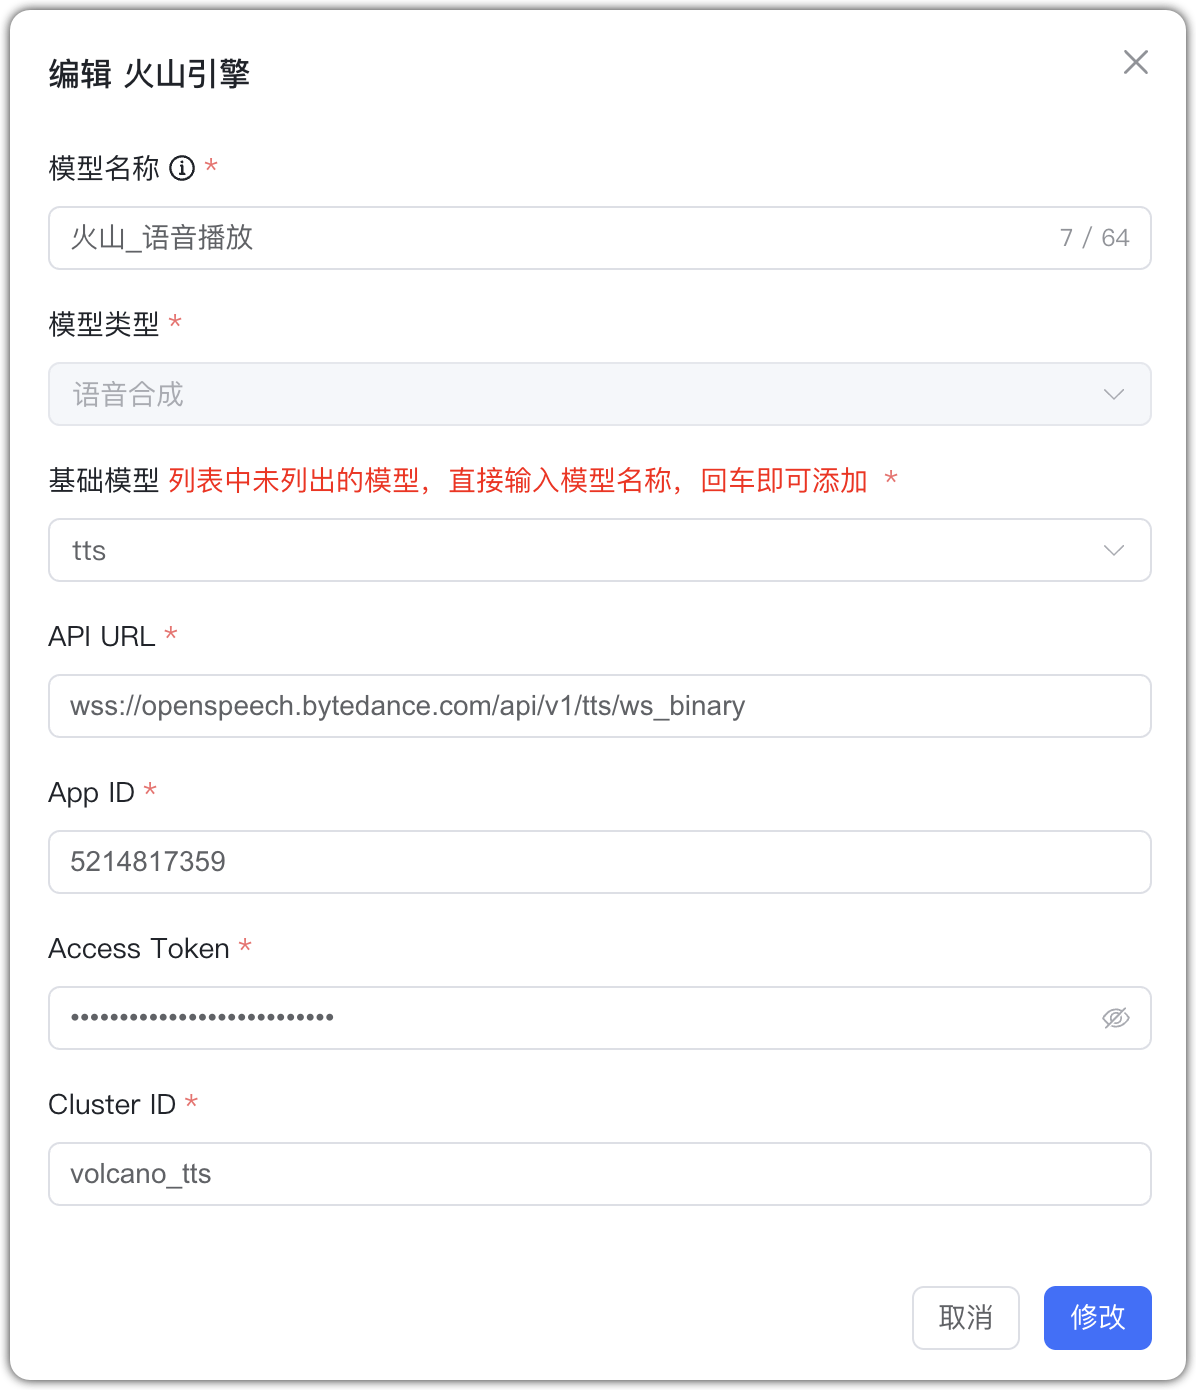 编辑 火山引擎
模型名称 *
火山_语音播放 7 / 64
模型类型 *
语音合成
基础模型 列表中未列出的模型，直接输入模型名称，回车即可添加 *
tts
API URL *
wss://openspeech.bytedance.com/api/v1/tts/ws_binary
App ID *
5214817359
Access Token *
•••••••••••••••••••••••••••
Cluster ID *
volcano_tts
取消 修改